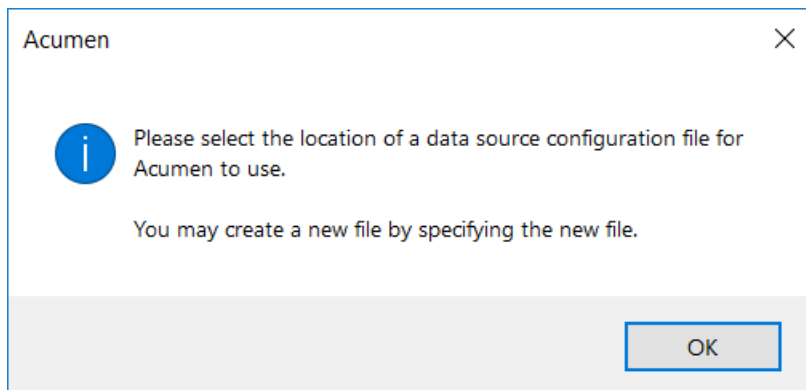 Acumen
Please select the location of a data source configuration file for
Acumen to use.
You may create a new file by specifying the new file.
OK